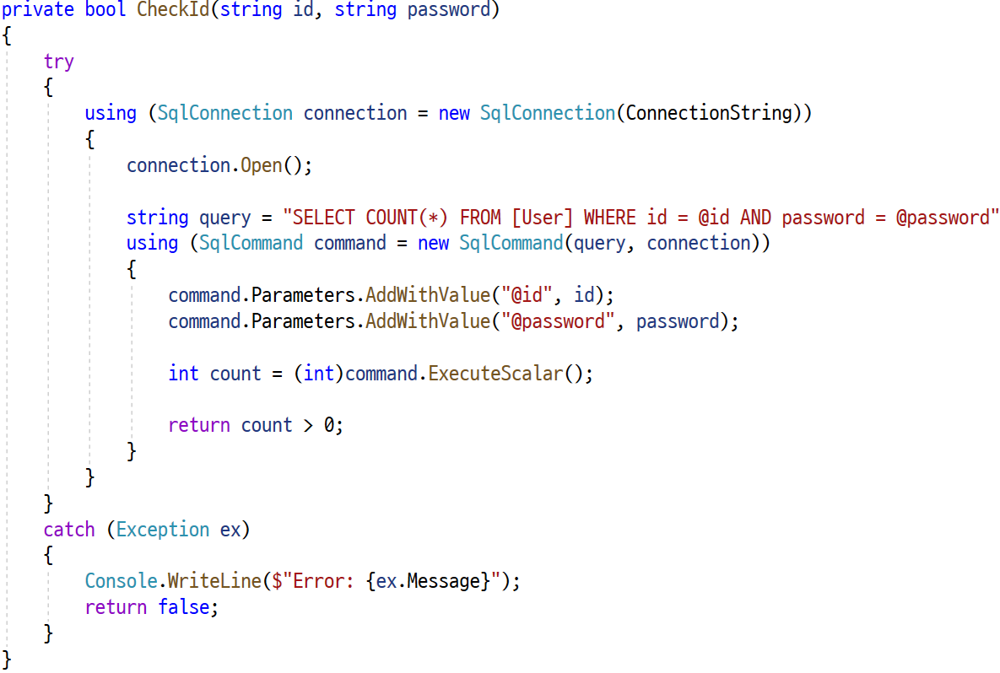 private bool CheckId(string id, string password)
{
    try
    {
        using (SqlConnection connection = new SqlConnection(ConnectionString))
        {
            connection.Open();

            string query = "SELECT COUNT(*) FROM [User] WHERE id = @id AND password = @password"
            using (SqlCommand command = new SqlCommand(query, connection))
            {
                command.Parameters.AddWithValue("@id", id);
                command.Parameters.AddWithValue("@password", password);

                int count = (int)command.ExecuteScalar();

                return count > 0;
            }
        }
    }
    catch (Exception ex)
    {
        Console.WriteLine($"Error: {ex.Message}");
        return false;
    }
}